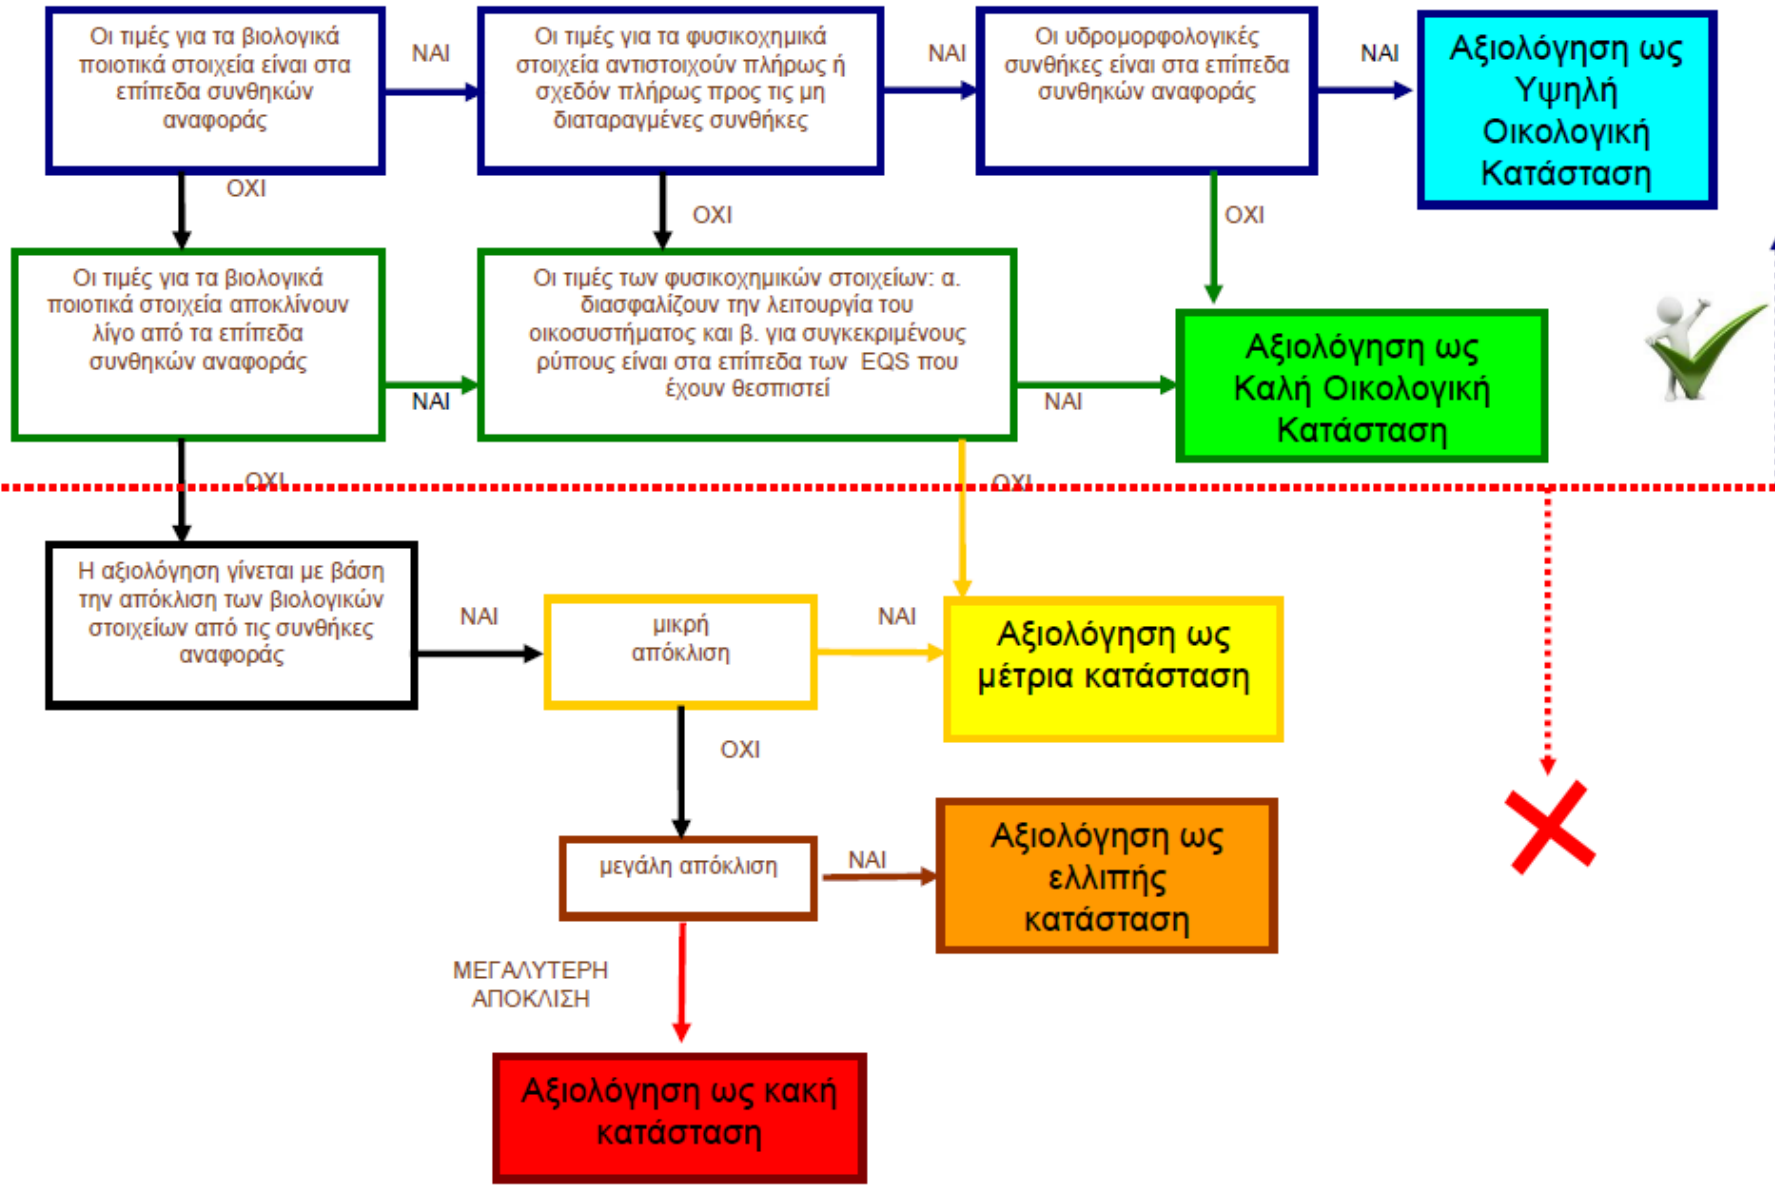 Οι τιμές για τα βιολογικά
ποιοτικά στοιχεία είναι στα
επίπεδα συνθηκών
αναφοράς
ΝΑΙ
Οι τιμές για τα φυσικοχημικά
στοιχεία αντιστοιχούν πλήρως ή
σχεδόν πλήρως προς τις μη
διαταραγμένες συνθήκες
ΝΑΙ
Οι υδρομορφολογικές
συνθήκες είναι στα επίπεδα
συνθηκών αναφοράς
ΝΑΙ
Αξιολόγηση ως
Υψηλή
Οικολογική
Κατάσταση
ΟΧΙ
ΟΧΙ
ΟΧΙ
Οι τιμές για τα βιολογικά
ποιοτικά στοιχεία αποκλίνουν
λίγο από τα επίπεδα
συνθηκών αναφοράς
ΝΑΙ
Οι τιμές των φυσικοχημικών στοιχείων: α.
διασφαλίζουν την λειτουργία του
οικοσυστήματος και β. για συγκεκριμένους
ρύπους είναι στα επίπεδα των EQS που
έχουν θεσπιστεί
ΝΑΙ
Αξιολόγηση ως
Καλή Οικολογική
Κατάσταση
ΟΧΙ
ΟΧΙ
Η αξιολόγηση γίνεται με βάση
την απόκλιση των βιολογικών
στοιχείων από τις συνθήκες
αναφοράς
ΝΑΙ
μικρή
απόκλιση
ΝΑΙ
Αξιολόγηση ως
μέτρια κατάσταση
ΟΧΙ
μεγάλη απόκλιση
ΝΑΙ
Αξιολόγηση ως
ελλιπής
κατάσταση
ΜΕΓΑΛΥΤΕΡΗ
ΑΠΟΚΛΙΣΗ
Αξιολόγηση ως κακή
κατάσταση